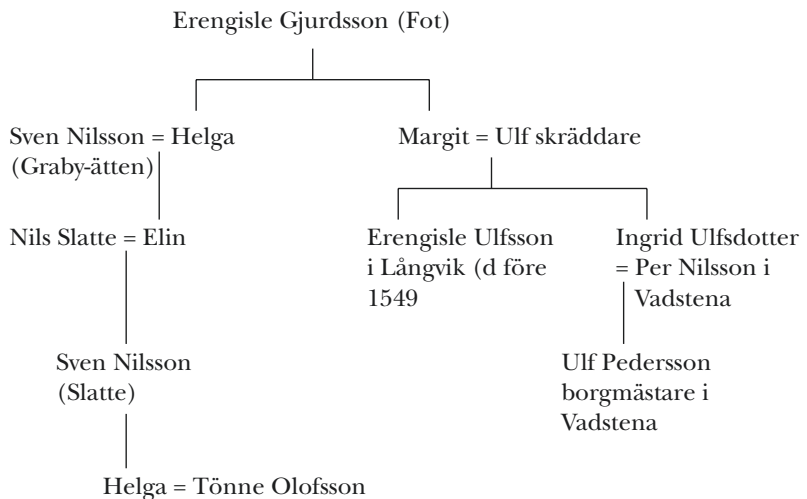 Erengisle Gjurdsson (Fot)
Sven Nilsson = Helga
(Graby-ätten)
Margit = Ulf skräddare
Nils Slatte = Elin
Erengisle Ulfsson
i Långvik (d före
1549
Ingrid Ulfsdotter
= Per Nilsson i
Vadstena
Sven Nilsson
(Slatte)
Ulf Pedersson
borgmästare i
Vadstena
Helga = Tönne Olofsson